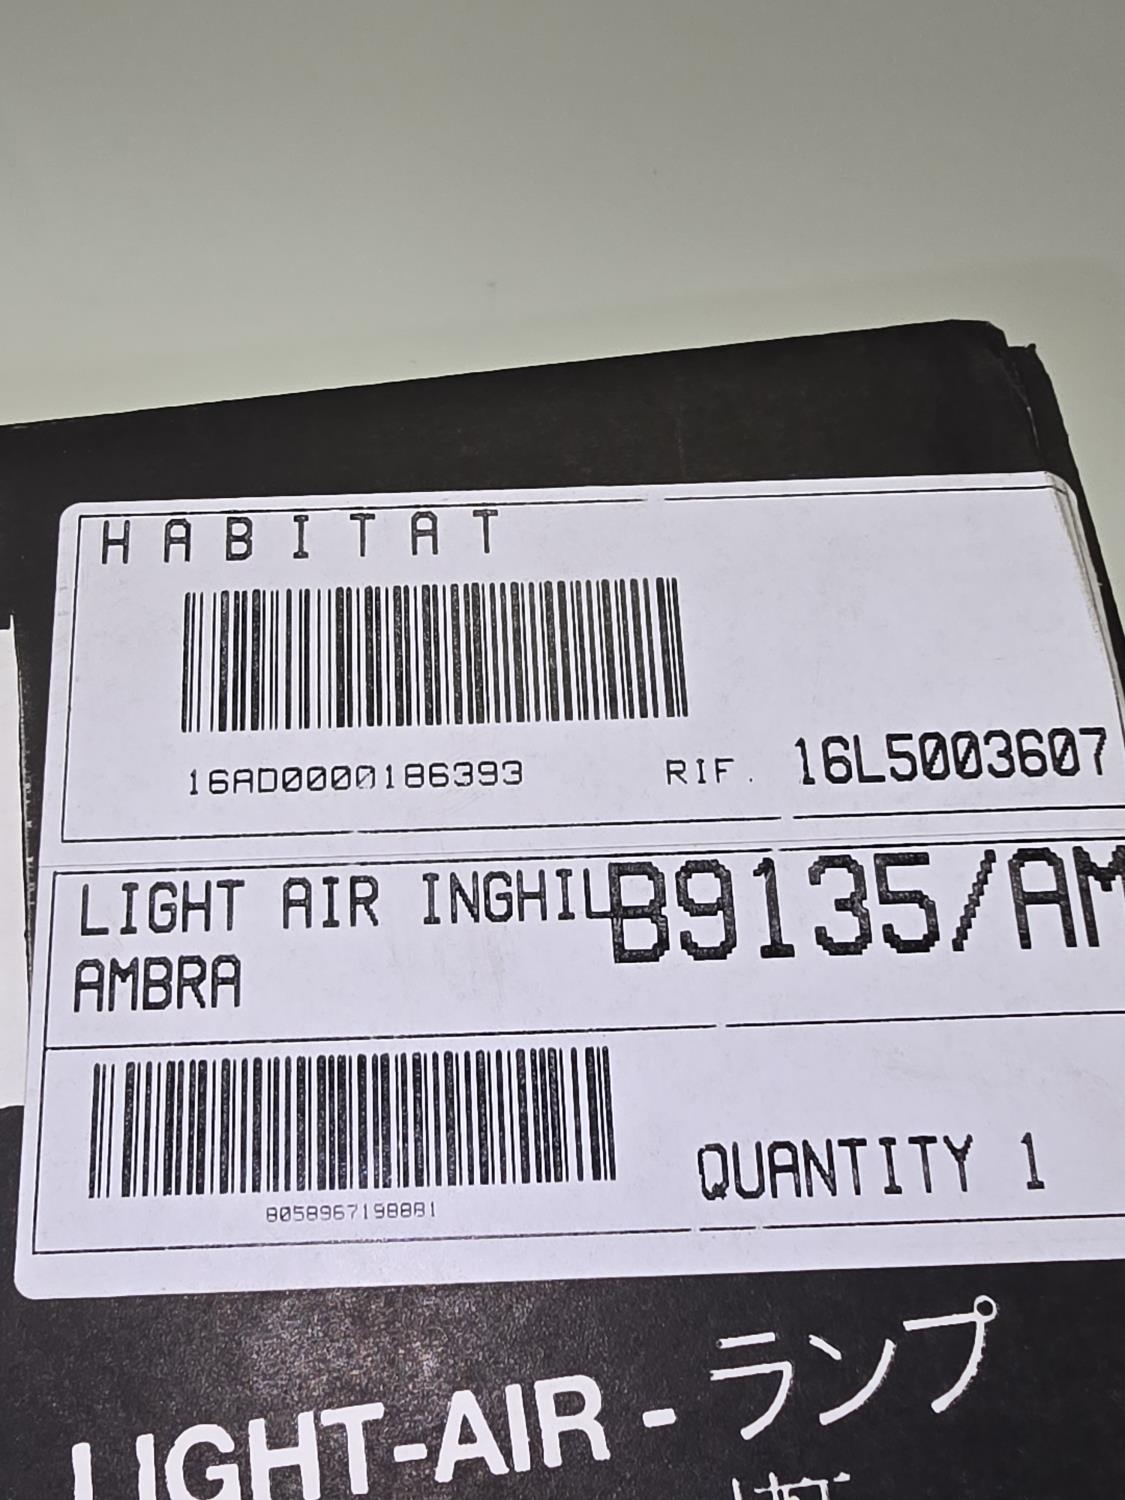 HABITAT
16AD0000186393
RIF. 16L5003607
LIGHT AIR INGHIL
B9135/AM
AMBRA
8058967198881
QUANTITY 1
LIGHT-AIR - ランプ